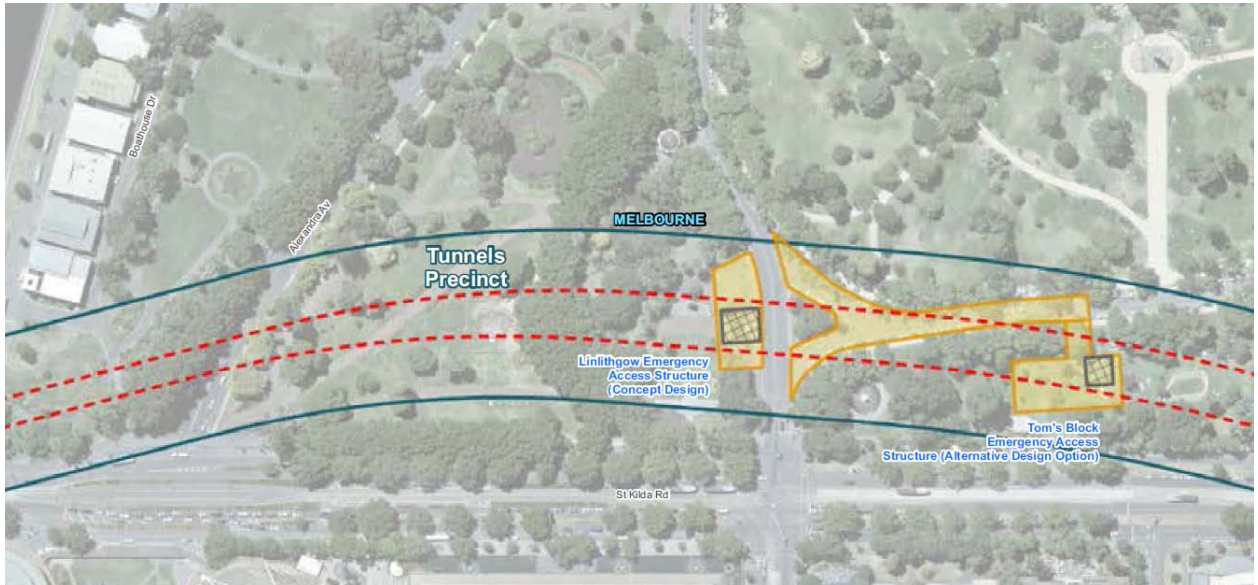 Boathouse Dr
Alexandra Av
MELBOURNE
Tunnels
Precinct
Linlithgow Emergency
Access Structure
(Concept Design)
Tom's Block
Emergency Access
Structure (Alternative Design Option)
St Kilda Rd